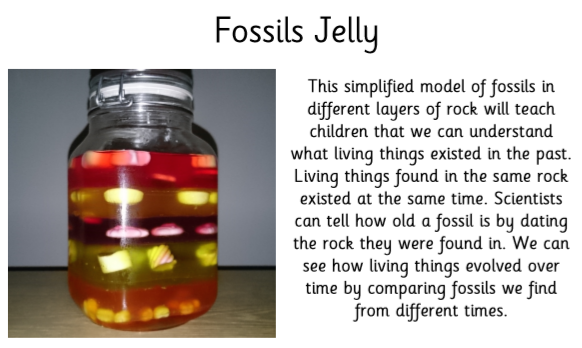 Fossils Jelly
This simplified model of fossils in
different layers of rock will teach
children that we can understand
what living things existed in the past.
Living things found in the same rock
existed at the same time. Scientists
can tell how old a fossil is by dating
the rock they were found in. We can
see how living things evolved over
time by comparing fossils we find
from different times.